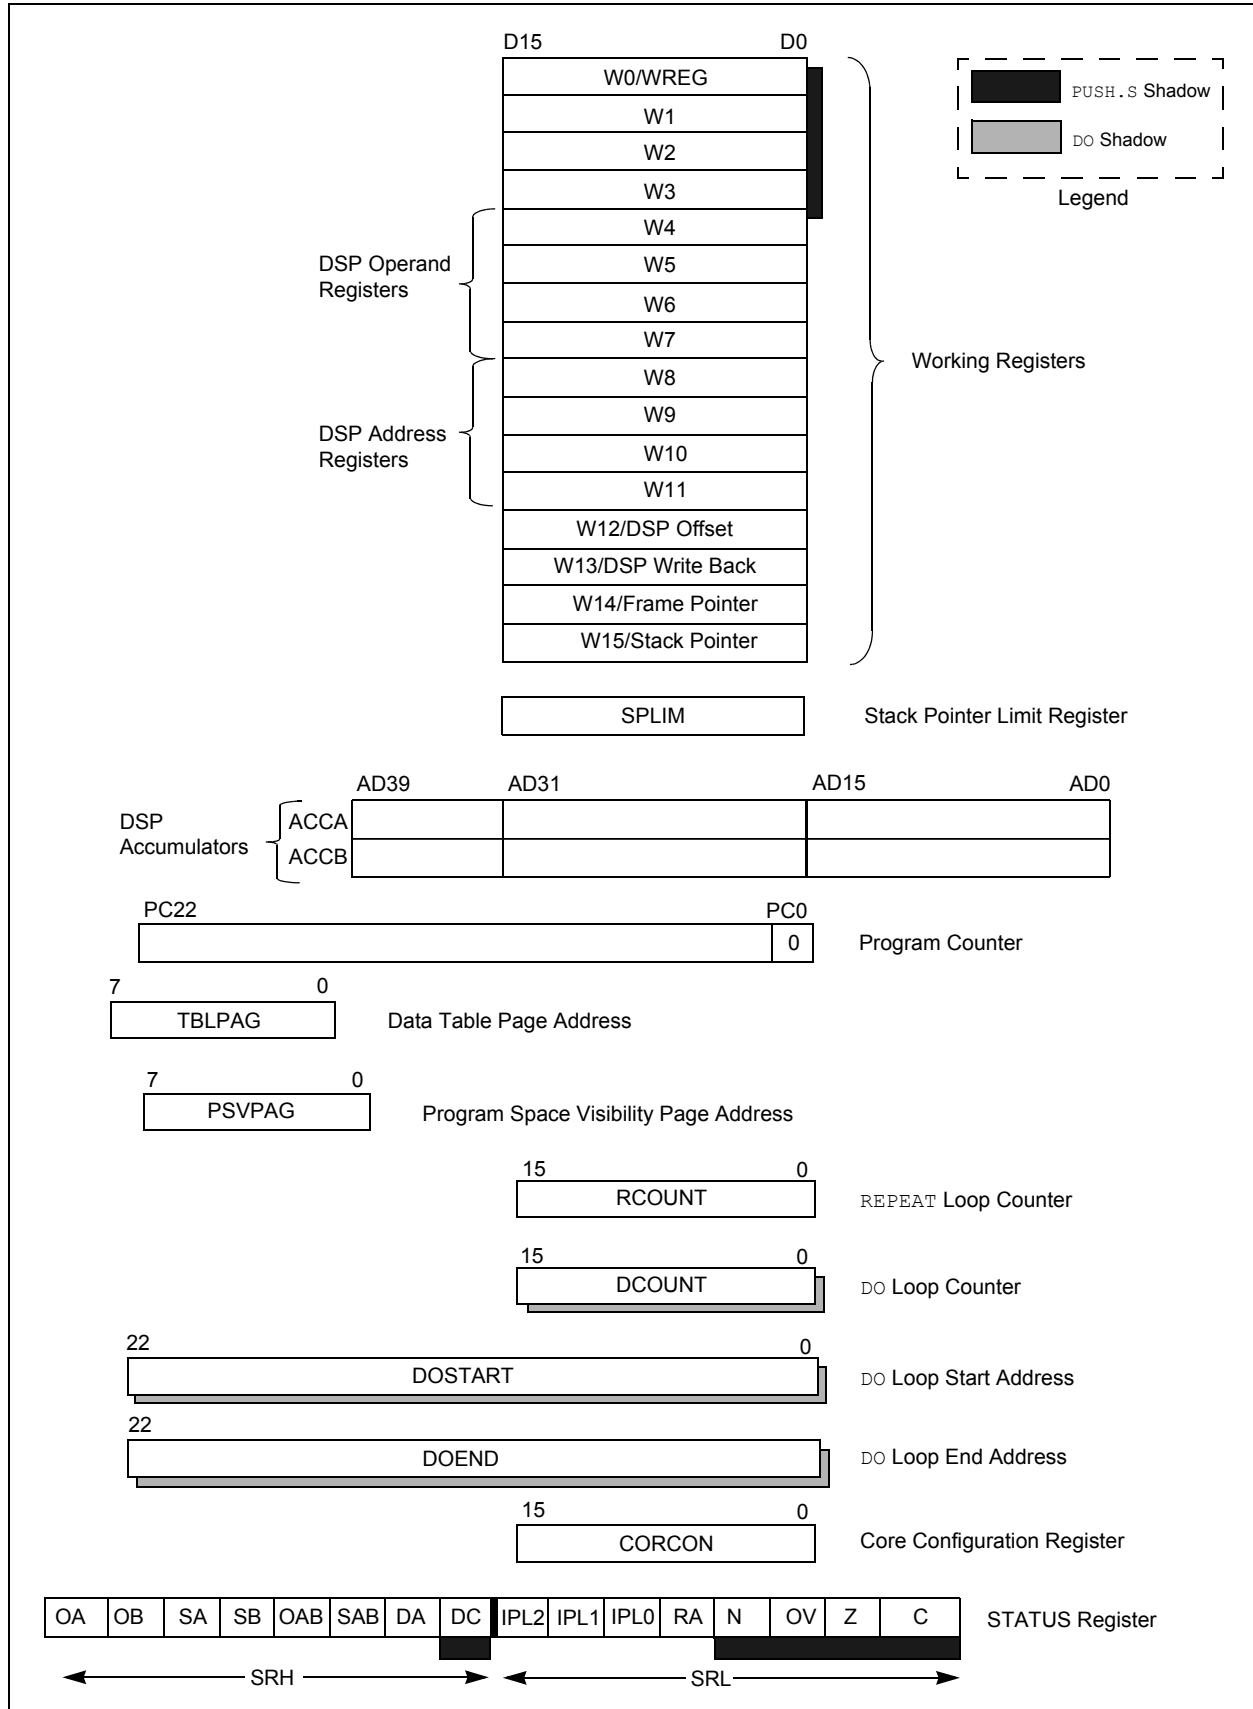 D15 D0
W0/WREG
W1
W2
W3
W4
W5
W6
W7
W8
W9
W10
W11
W12/DSP Offset
W13/DSP Write Back
W14/Frame Pointer
W15/Stack Pointer
PUSH.S Shadow
DO Shadow
Legend
DSP Operand
Registers
DSP Address
Registers
Working Registers
SPLIM Stack Pointer Limit Register
AD39 AD31 AD15 AD0
DSP
Accumulators
ACCA
ACCB
PC22 PC0
0 Program Counter
7 0
TBLPAG Data Table Page Address
7 0
PSVPAG Program Space Visibility Page Address
15 0
RCOUNT REPEAT Loop Counter
15 0
DCOUNT DO Loop Counter
22 0
DOSTART DO Loop Start Address
22
DOEND DO Loop End Address
15 0
CORCON Core Configuration Register
OA OB SA SB OAB SAB DA DC IPL2 IPL1 IPL0 RA N OV Z C STATUS Register
SRH SRL